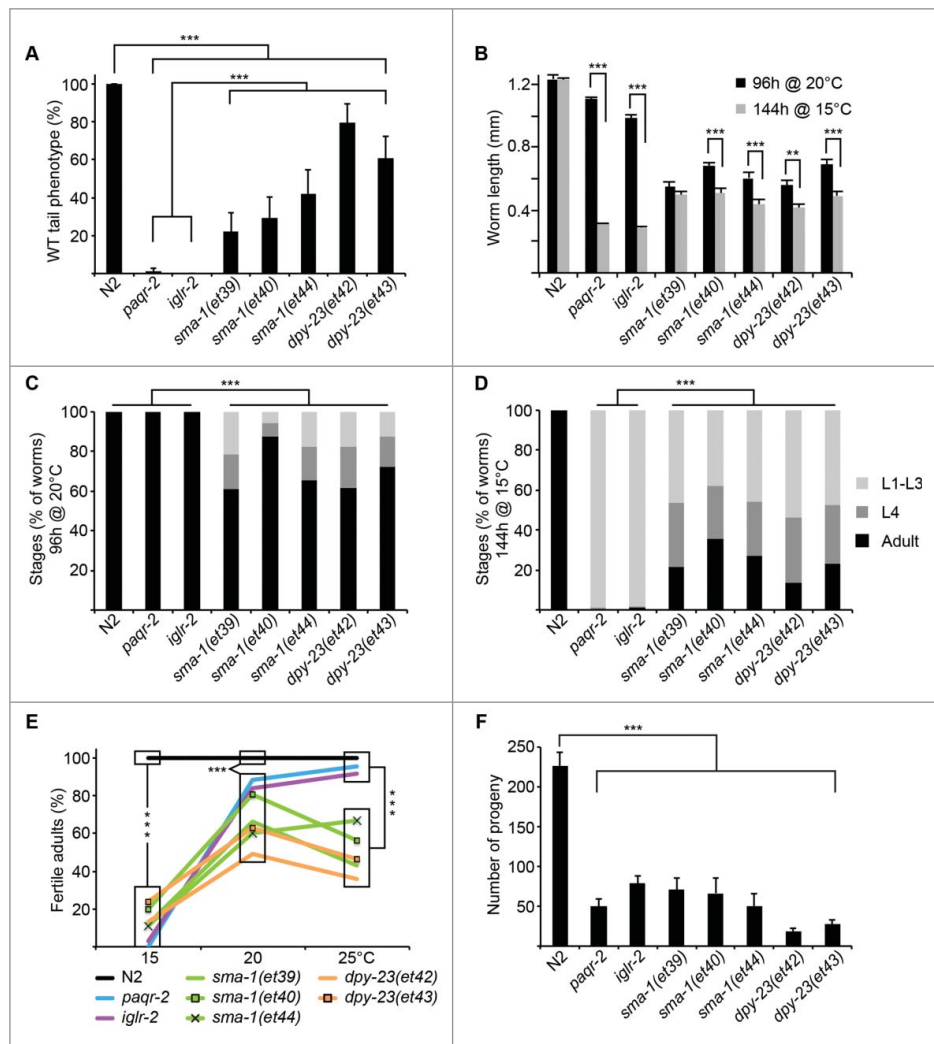 A
***
***
WT tail phenotype (%)
100
80
60
40
20
N2
paqr-2
iglr-2
sma-1(et39)
sma-1(et40)
sma-1(et44)
dpy-23(et42)
dpy-23(et43)
B
96h @ 20°C
144h @ 15°C
***
***
***
***
**
***
Worm length (mm)
1.2
0.8
0.4
N2
paqr-2
iglr-2
sma-1(et39)
sma-1(et40)
sma-1(et44)
dpy-23(et42)
dpy-23(et43)
C
***
Stages (% of worms)
96h @ 20°C
100
80
60
40
20
N2
paqr-2
iglr-2
sma-1(et39)
sma-1(et40)
sma-1(et44)
dpy-23(et42)
dpy-23(et43)
D
***
Stages (% of worms)
144h @ 15°C
100
80
60
40
20
L1-L3
L4
Adult
N2
paqr-2
iglr-2
sma-1(et39)
sma-1(et40)
sma-1(et44)
dpy-23(et42)
dpy-23(et43)
E
Fertile adults (%)
100
80
60
40
20
***
***
***
15
20
25°C
N2
paqr-2
iglr-2
sma-1(et39)
sma-1(et40)
sma-1(et44)
dpy-23(et42)
dpy-23(et43)
F
***
Number of progeny
250
200
150
100
50
N2
paqr-2
iglr-2
sma-1(et39)
sma-1(et40)
sma-1(et44)
dpy-23(et42)
dpy-23(et43)